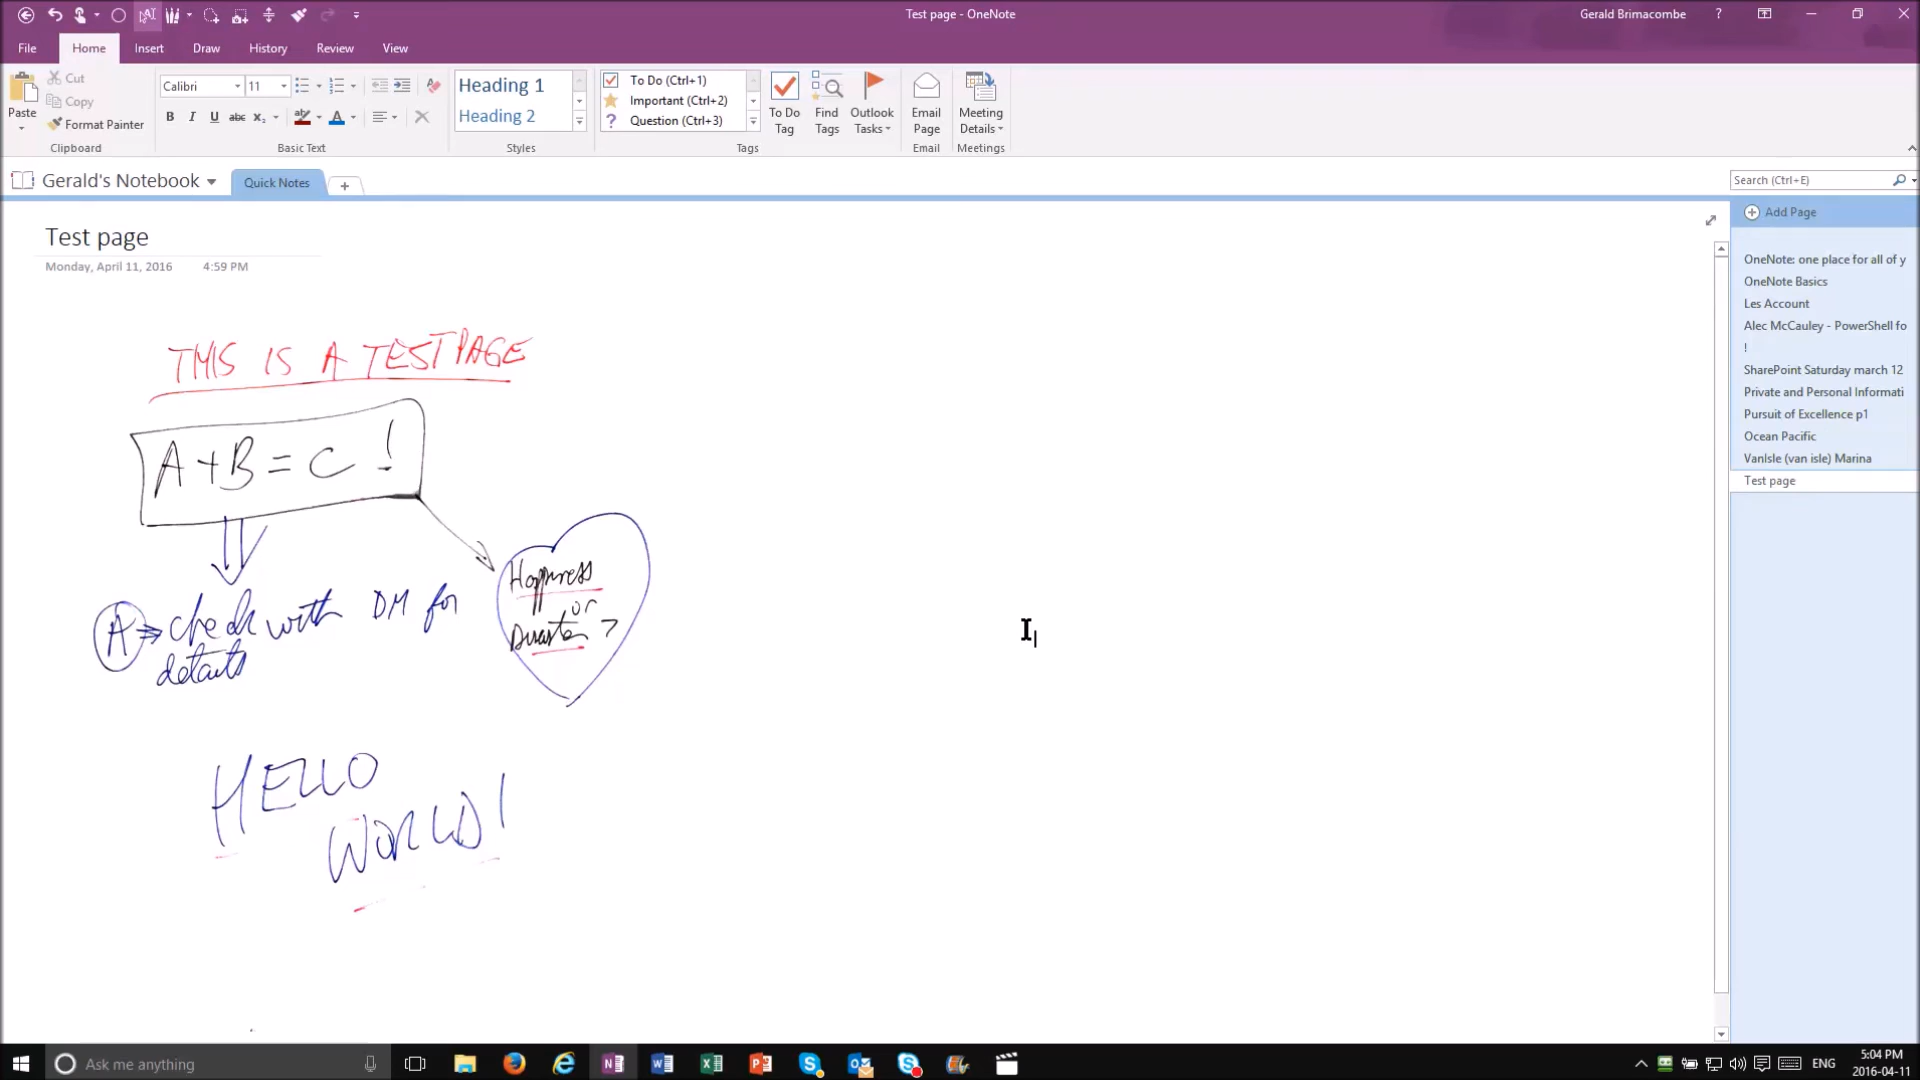 Test page - OneNote
Gerald Brimacombe
?
File
Home
Insert
Draw
History
Review
View
Paste
Cut
Copy
Format Painter
Clipboard
Calibri
11
B I U abc X₂
A
Basic Text
Heading 1
Heading 2
Styles
To Do (Ctrl+1)
Important (Ctrl+2)
Question (Ctrl+3)
To Do Tag
Find Tags
Outlook Tasks
Tags
Email Page
Email
Meeting Details
Meetings
Gerald's Notebook
Quick Notes
Search (Ctrl+E)
Test page
Monday, April 11, 2016 4:59 PM
THIS IS A TESTPAGE
A+B=C!
Happiness
or
Disaster ?
A check with DM for
details
HELLO
WORLD!
Add Page
OneNote: one place for all of y
OneNote Basics
Les Account
Alec McCauley - PowerShell fo
!
SharePoint Saturday march 12
Private and Personal Informati
Pursuit of Excellence p1
Ocean Pacific
VanIsle (van isle) Marina
Test page
Ask me anything
ENG
5:04 PM
2016-04-11